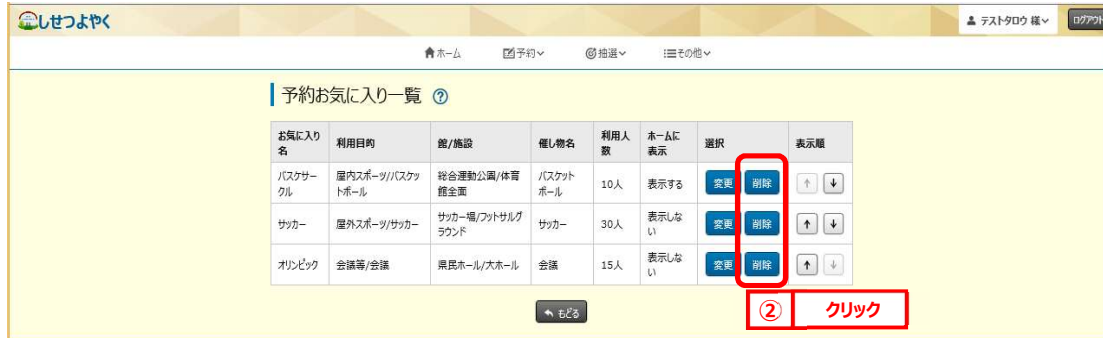 しせつよやく
テストタロウ 様
ログアウト
ホーム 予約 抽選 その他
予約お気に入り一覧 ?
お気に入り名 利用目的 館/施設 催し物名 利用人数 ホームに表示 選択 表示順
バスケサークル 屋内スポーツ/バスケットボール 総合運動公園/体育館全面 バスケットボール 10人 表示する 変更 削除 ↑ ↓
サッカー 屋外スポーツ/サッカー サッカー場/フットサルグラウンド サッカー 30人 表示しない 変更 削除 ↑ ↓
オリンピック 会議等/会議 県民ホール/大ホール 会議 15人 表示しない 変更 削除 ↑ ↓
もどる
② クリック